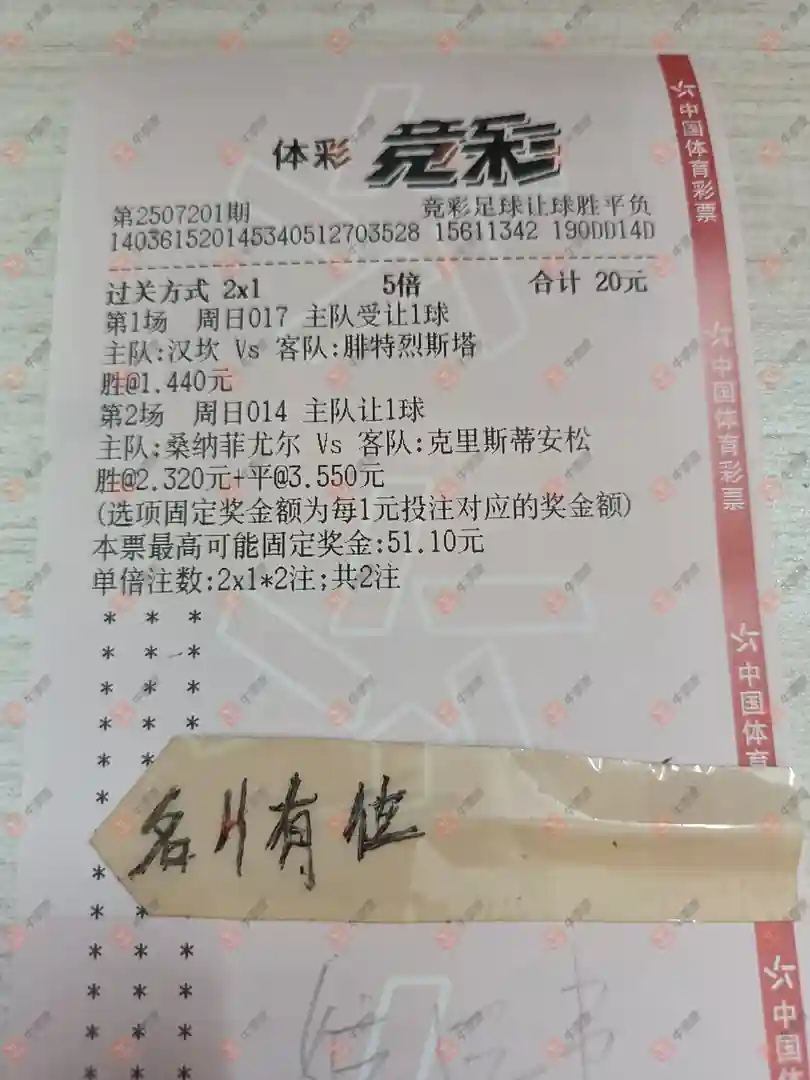 体彩 竞彩
第2507201期 竞彩足球让球胜平负
140361520145340512703528 15611342 190DD14D
过关方式 2x1 5倍 合计 20元
第1场 周日017 主队受让1球
主队:汉坎 Vs 客队:腓特烈斯塔
胜@1.440元
第2场 周日014 主队让1球
主队:桑纳菲尤尔 Vs 客队:克里斯蒂安松
胜@2.320元+平@3.550元
(选项固定奖金额为每1元投注对应的奖金额)
本票最高可能固定奖金:51.10元
单倍注数:2x1*2注;共2注
* * *
* * *
* * *
* * *
* * *
*
名片有位
*
* *
* * *
* * *
* * *
* * *
中国体育彩票
中国体育彩票
中国体育
中国体